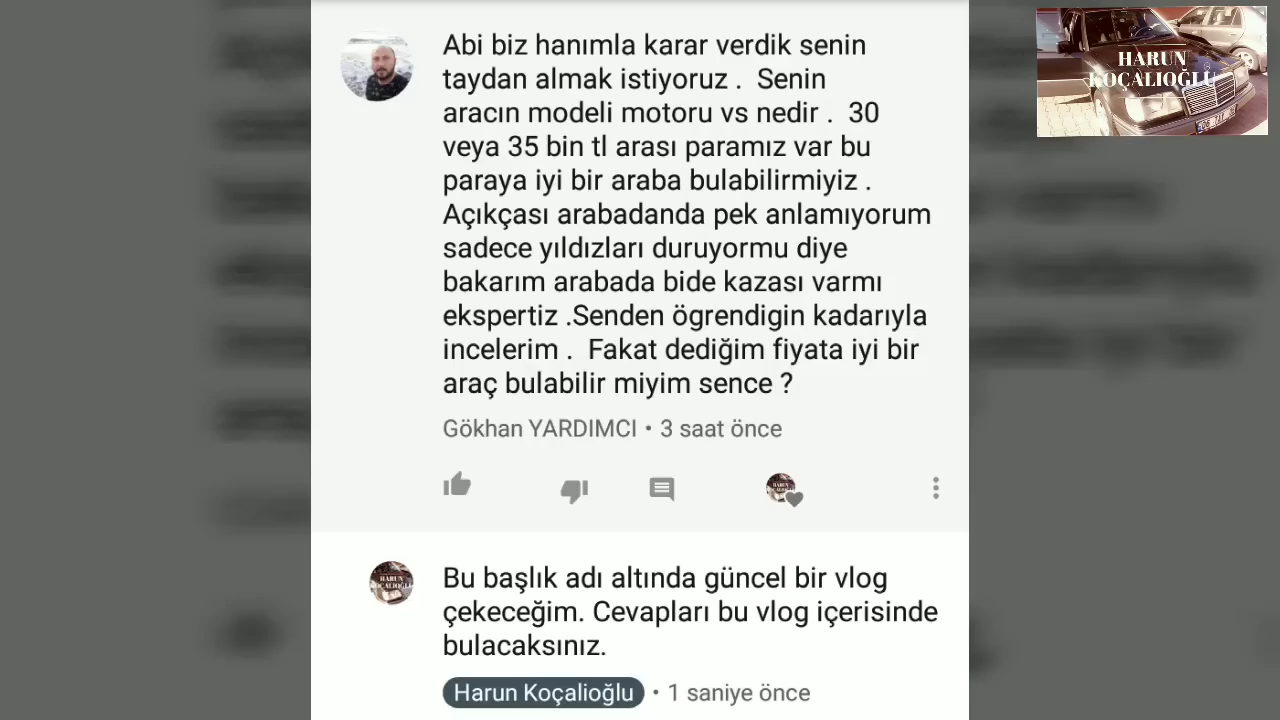 Abi biz hanımla karar verdik senin
taydan almak istiyoruz .  Senin
aracın modeli motoru vs nedir .  30
veya 35 bin tl arası paramız var bu
paraya iyi bir araba bulabilirmiyiz .
Açıkçası arabadanda pek anlamıyorum
sadece yıldızları duruyormu diye
bakarım arabada bide kazası varmı
ekspertiz .Senden ögrendigin kadarıyla
incelerim .  Fakat dediğim fiyata iyi bir
araç bulabilir miyim sence ?
Gökhan YARDIMCI • 3 saat önce
Bu başlık adı altında güncel bir vlog
çekeceğim. Cevapları bu vlog içerisinde
bulacaksınız.
Harun Koçalioğlu • 1 saniye önce
HARUN
KOÇALIOĞLU